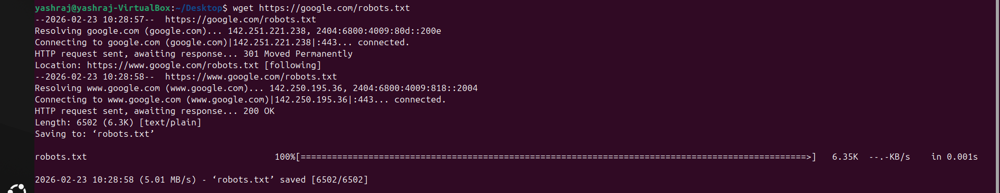 yashraj@yashraj-VirtualBox:~/Desktop$ wget https://google.com/robots.txt
--2026-02-23 10:28:57--  https://google.com/robots.txt
Resolving google.com (google.com)... 142.251.221.238, 2404:6800:4009:80d::200e
Connecting to google.com (google.com)|142.251.221.238|:443... connected.
HTTP request sent, awaiting response... 301 Moved Permanently
Location: https://www.google.com/robots.txt [following]
--2026-02-23 10:28:58--  https://www.google.com/robots.txt
Resolving www.google.com (www.google.com)... 142.250.195.36, 2404:6800:4009:818::2004
Connecting to www.google.com (www.google.com)|142.250.195.36|:443... connected.
HTTP request sent, awaiting response... 200 OK
Length: 6502 (6.3K) [text/plain]
Saving to: ‘robots.txt’
robots.txt                                    100%[=================================================================================================>]   6.35K  --.-KB/s    in 0.001s
2026-02-23 10:28:58 (5.01 MB/s) - ‘robots.txt’ saved [6502/6502]